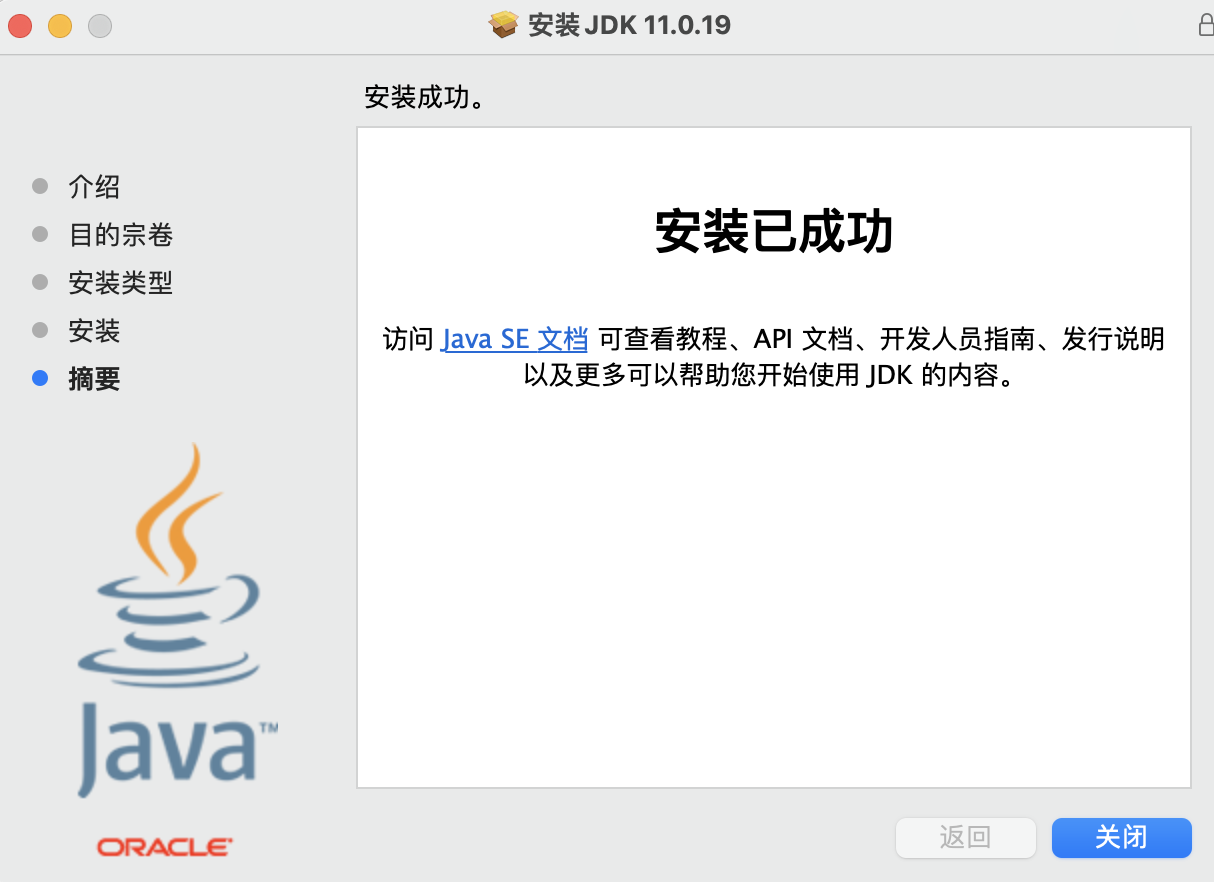 安装 JDK 11.0.19
安装成功。
介绍
目的宗卷
安装类型
安装
摘要
安装已成功
访问 Java SE 文档 可查看教程、API 文档、开发人员指南、发行说明
以及更多可以帮助您开始使用 JDK 的内容。
Java™
ORACLE
返回
关闭